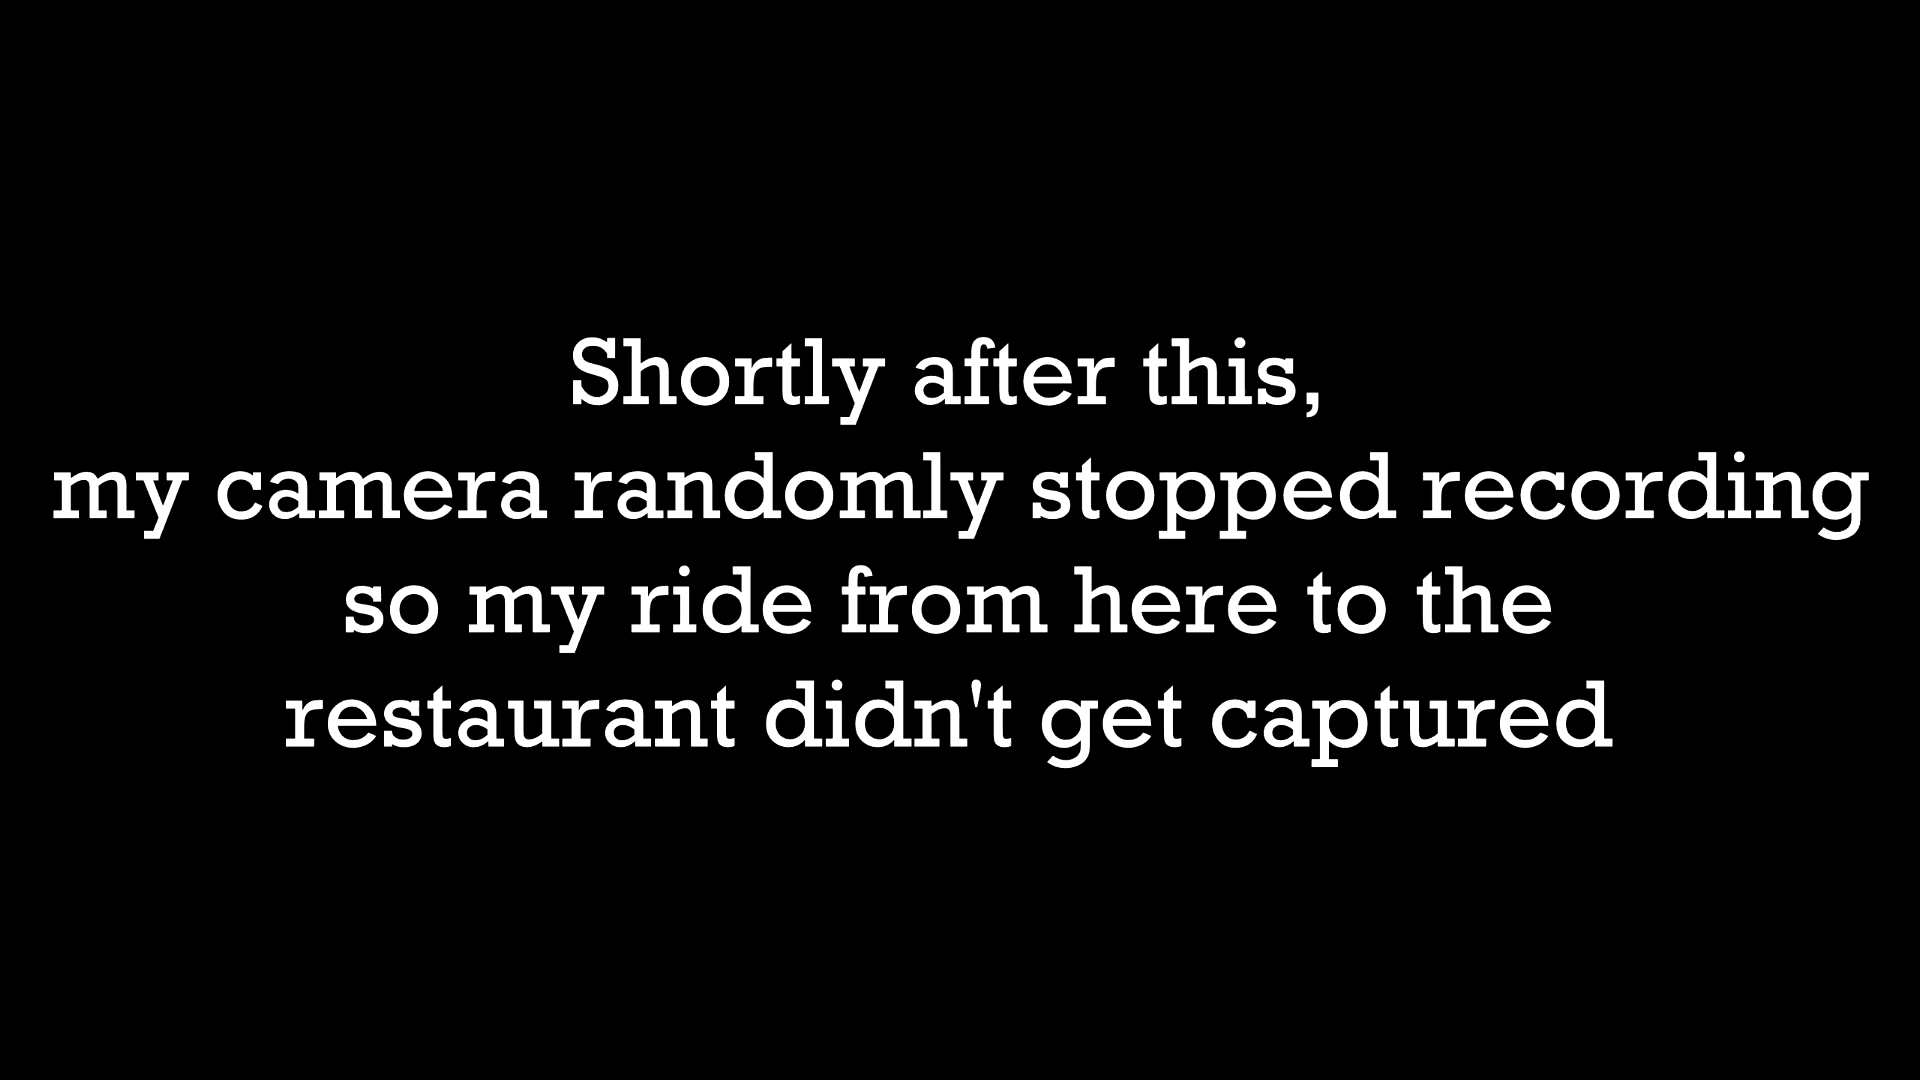 Shortly after this,
my camera randomly stopped recording
so my ride from here to the
restaurant didn't get captured